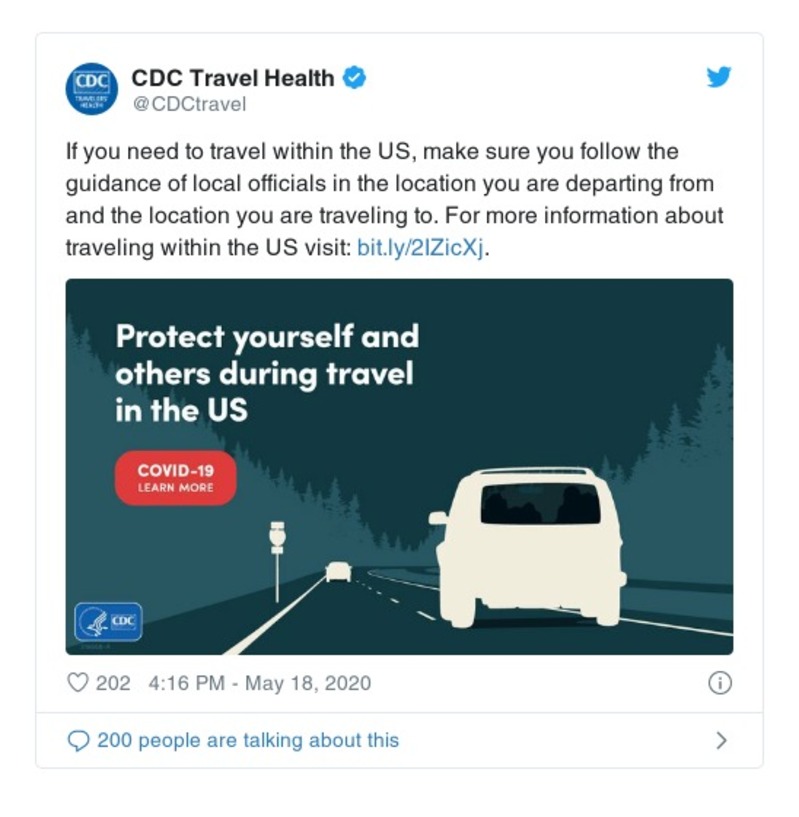 CDC
TRAVELERS'
HEALTH
CDC Travel Health
@CDCtravel
If you need to travel within the US, make sure you follow the
guidance of local officials in the location you are departing from
and the location you are traveling to. For more information about
traveling within the US visit: bit.ly/2IZicXj.
Protect yourself and
others during travel
in the US
COVID-19
LEARN MORE
CDC
202 4:16 PM - May 18, 2020
200 people are talking about this